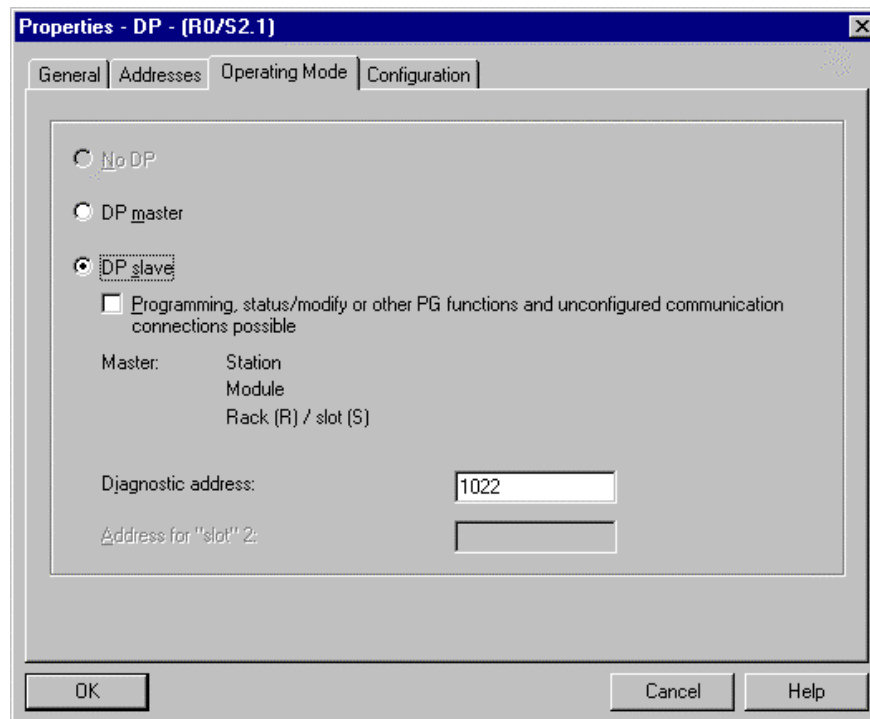 Properties - DP - (R0/S2.1)
General Addresses Operating Mode Configuration
No DP
DP master
DP slave
Programming, status/modify or other PG functions and unconfigured communication
connections possible
Master: Station
Module
Rack (R) / slot (S)
Diagnostic address: 1022
Address for "slot" 2:
OK Cancel Help